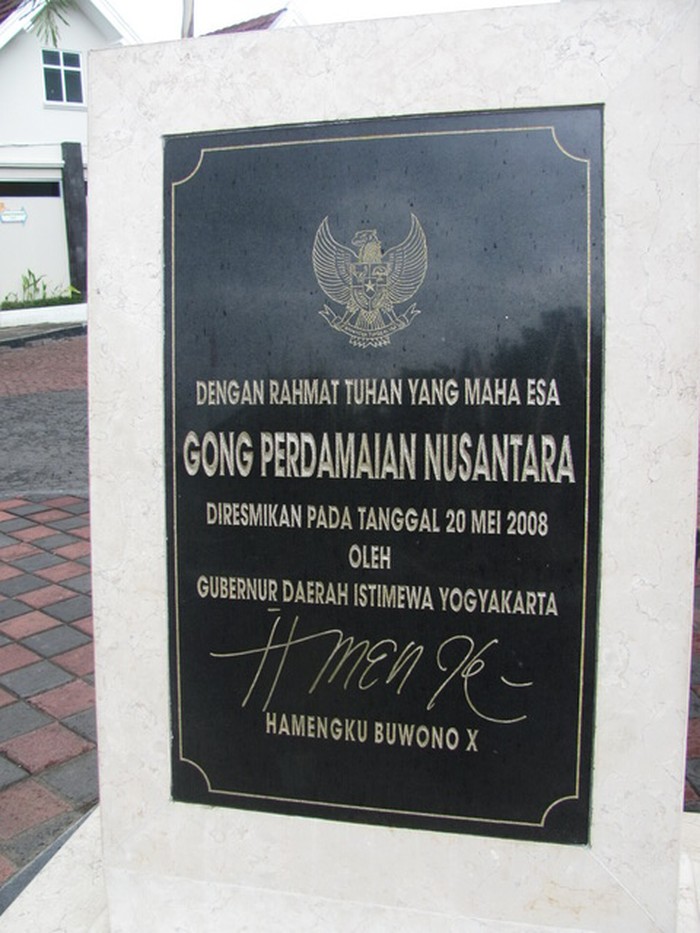 DENGAN RAHMAT TUHAN YANG MAHA ESA
GONG PERDAMAIAN NUSANTARA
DIRESMIKAN PADA TANGGAL 20 MEI 2008
OLEH
GUBERNUR DAERAH ISTIMEWA YOGYAKARTA
HAMENGKU BUWONO X